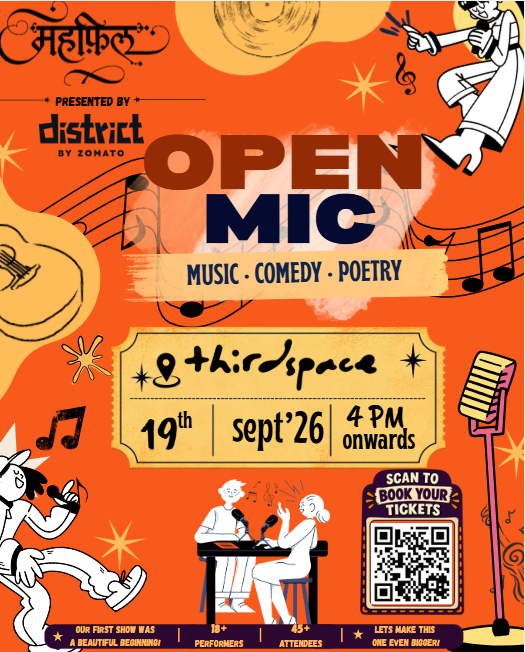 महफ़िल
PRESENTED BY
district
BY ZOMATO
OPEN
MIC
MUSIC · COMEDY · POETRY
thirdspace
19th
sept'26
4 PM
onwards
SCAN TO
BOOK YOUR
TICKETS
OUR FIRST SHOW WAS
A BEAUTIFUL BEGINNING!
18+
PERFORMERS
45+
ATTENDEES
LETS MAKE THIS
ONE EVEN BIGGER!